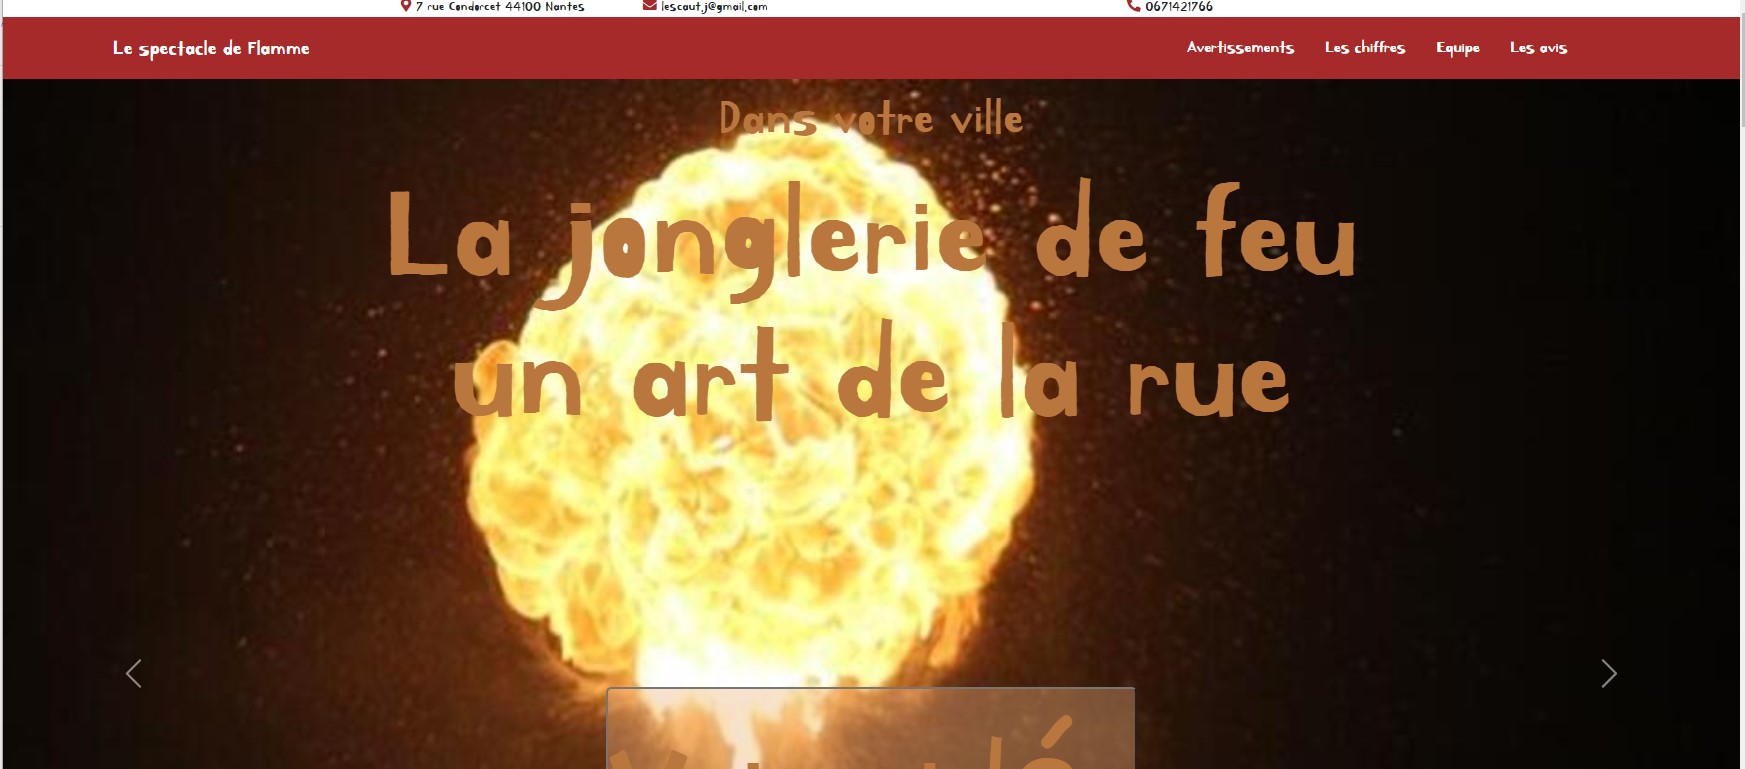 7 rue Condorcet 44100 Nantes
lescaut.j@gmail.com
0671421766
Le spectacle de Flamme
Avertissements
Les chiffres
Equipe
Les avis
Dans votre ville
La jonglerie de feu
un art de la rue